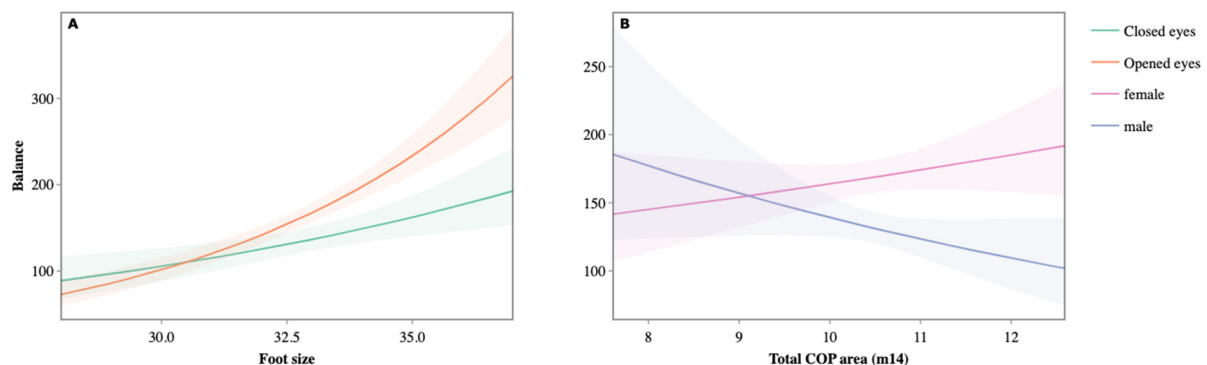 A
Balance
300
200
100
30.0
32.5
35.0
Foot size
B
250
200
150
100
8
9
10
11
12
Total COP area (m14)
Closed eyes
Opened eyes
female
male